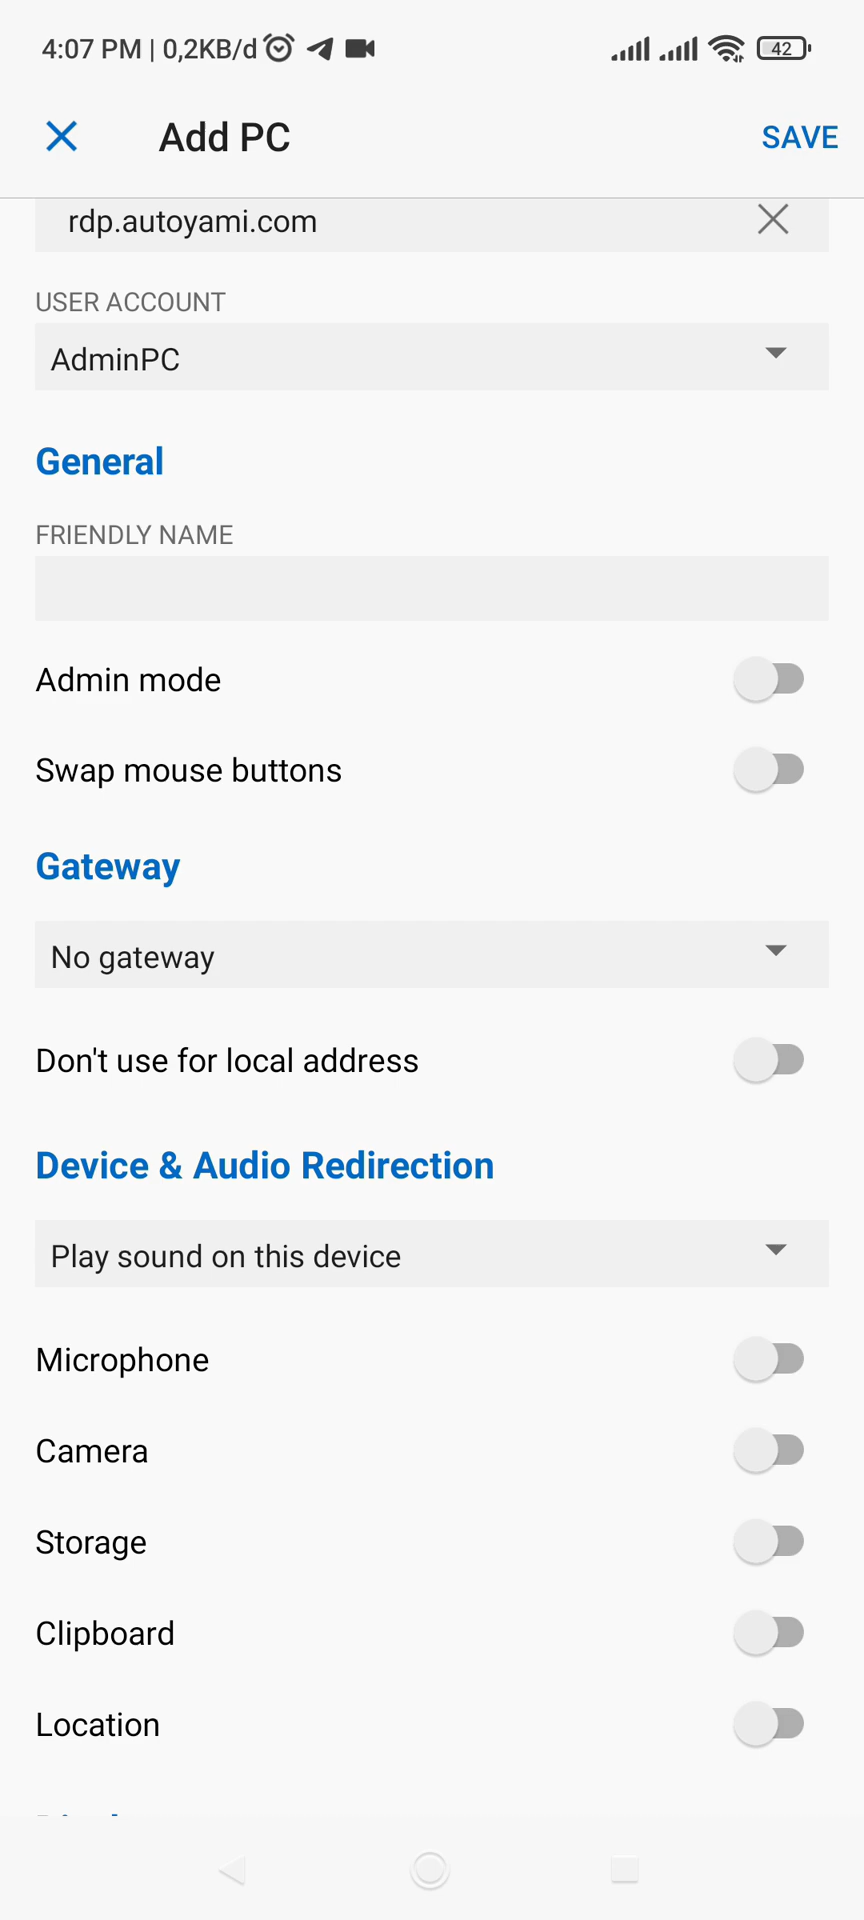 4:07 PM | 0,2KB/d
42
Add PC
SAVE
rdp.autoyami.com
USER ACCOUNT
AdminPC
General
FRIENDLY NAME
Admin mode
Swap mouse buttons
Gateway
No gateway
Don't use for local address
Device & Audio Redirection
Play sound on this device
Microphone
Camera
Storage
Clipboard
Location